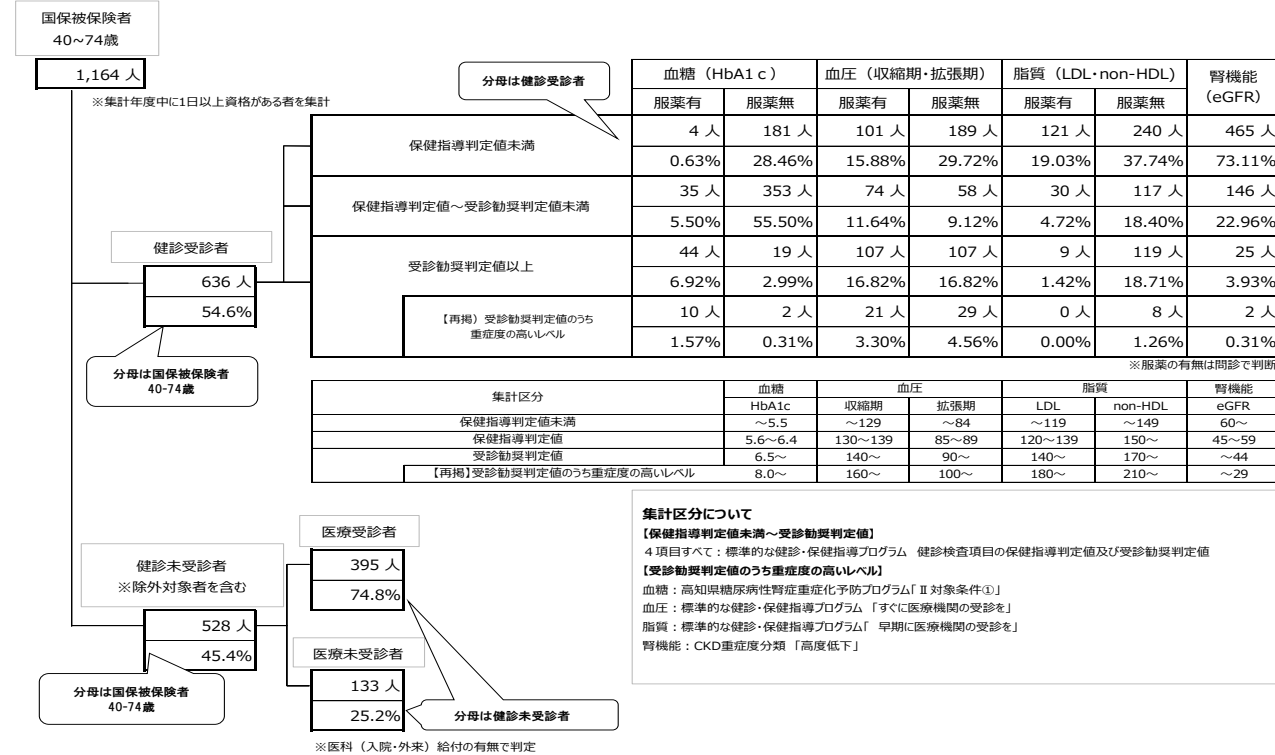 国保被保険者
40~74歳
1,164 人
※集計年度中に1日以上資格がある者を集計
分母は健診受診者
血糖（HbA1ｃ） 血圧（収縮期・拡張期） 脂質（LDL・non-HDL) 腎機能
（eGFR）
服薬有 服薬無 服薬有 服薬無 服薬有 服薬無
保健指導判定値未満
4 人 181 人 101 人 189 人 121 人 240 人 465 人
0.63% 28.46% 15.88% 29.72% 19.03% 37.74% 73.11%
保健指導判定値～受診勧奨判定値未満
35 人 353 人 74 人 58 人 30 人 117 人 146 人
5.50% 55.50% 11.64% 9.12% 4.72% 18.40% 22.96%
受診勧奨判定値以上
44 人 19 人 107 人 107 人 9 人 119 人 25 人
6.92% 2.99% 16.82% 16.82% 1.42% 18.71% 3.93%
【再掲）受診勧奨判定値のうち
重症度の高いレベル
10 人 2 人 21 人 29 人 0 人 8 人 2 人
1.57% 0.31% 3.30% 4.56% 0.00% 1.26% 0.31%
※服薬の有無は問診で判断
健診受診者
636 人
54.6%
分母は国保被保険者
40-74歳
集計区分 血糖 血圧 脂質 腎機能
HbA1c 収縮期 拡張期 LDL non-HDL eGFR
保健指導判定値未満 ～5.5 ～129 ～84 ～119 ～149 60～
保健指導判定値 5.6～6.4 130～139 85～89 120～139 150～ 45～59
受診勧奨判定値 6.5～ 140～ 90～ 140～ 170～ ～44
【再掲】受診勧奨判定値のうち重症度の高いレベル 8.0～ 160～ 100～ 180～ 210～ ～29
集計区分について
【保健指導判定値未満～受診勧奨判定値】
４項目すべて：標準的な健診・保健指導プログラム　健診検査項目の保健指導判定値及び受診勧奨判定値
【受診勧奨判定値のうち重症度の高いレベル】
血糖：高知県糖尿病性腎症重症化予防プログラム「Ⅱ対象条件①」
血圧：標準的な健診・保健指導プログラム　「すぐに医療機関の受診を」
脂質：標準的な健診・保健指導プログラム「　早期に医療機関の受診を」
腎機能：CKD重症度分類　「高度低下」
健診未受診者
※除外対象者を含む
528 人
45.4%
分母は国保被保険者
40-74歳
医療受診者
395 人
74.8%
医療未受診者
133 人
25.2%
分母は健診未受診者
※医科（入院・外来）給付の有無で判定